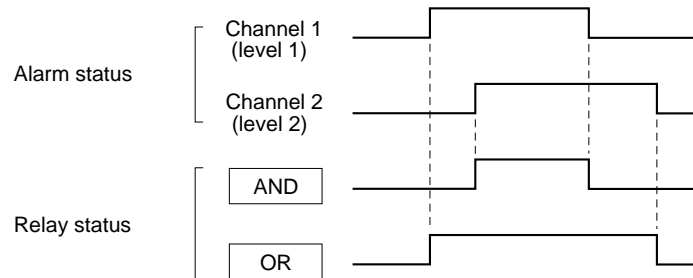 Channel 1
(level 1)
Alarm status
Channel 2
(level 2)
AND
Relay status
OR